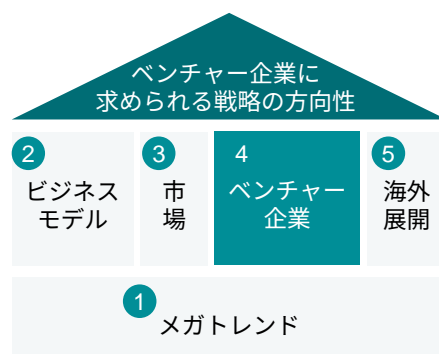 ベンチャー企業に
求められる戦略の方向性
2
ビジネス
モデル
3
市
場
4
ベンチャー
企業
5
海外
展開
1
メガトレンド